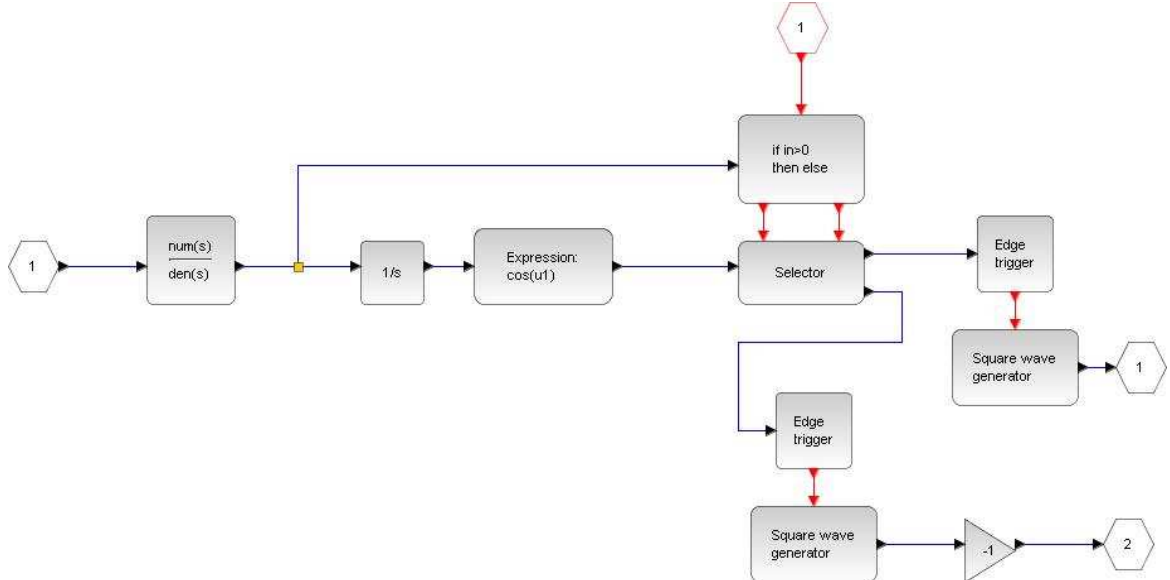 1
if in>0
then else
1
num(s)
den(s)
1/s
Expression:
cos(u1)
Selector
Edge
trigger
Square wave
generator
1
Edge
trigger
Square wave
generator
-1
2